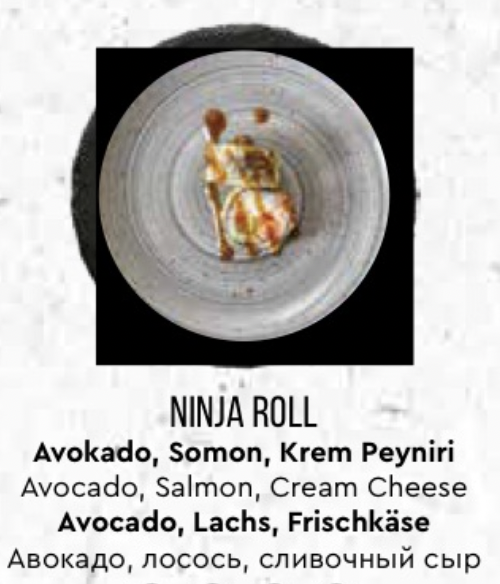 NINJA ROLL
Avokado, Somon, Krem Peyniri
Avocado, Salmon, Cream Cheese
Avocado, Lachs, Frischkäse
Авокадо, лосось, сливочный сыр